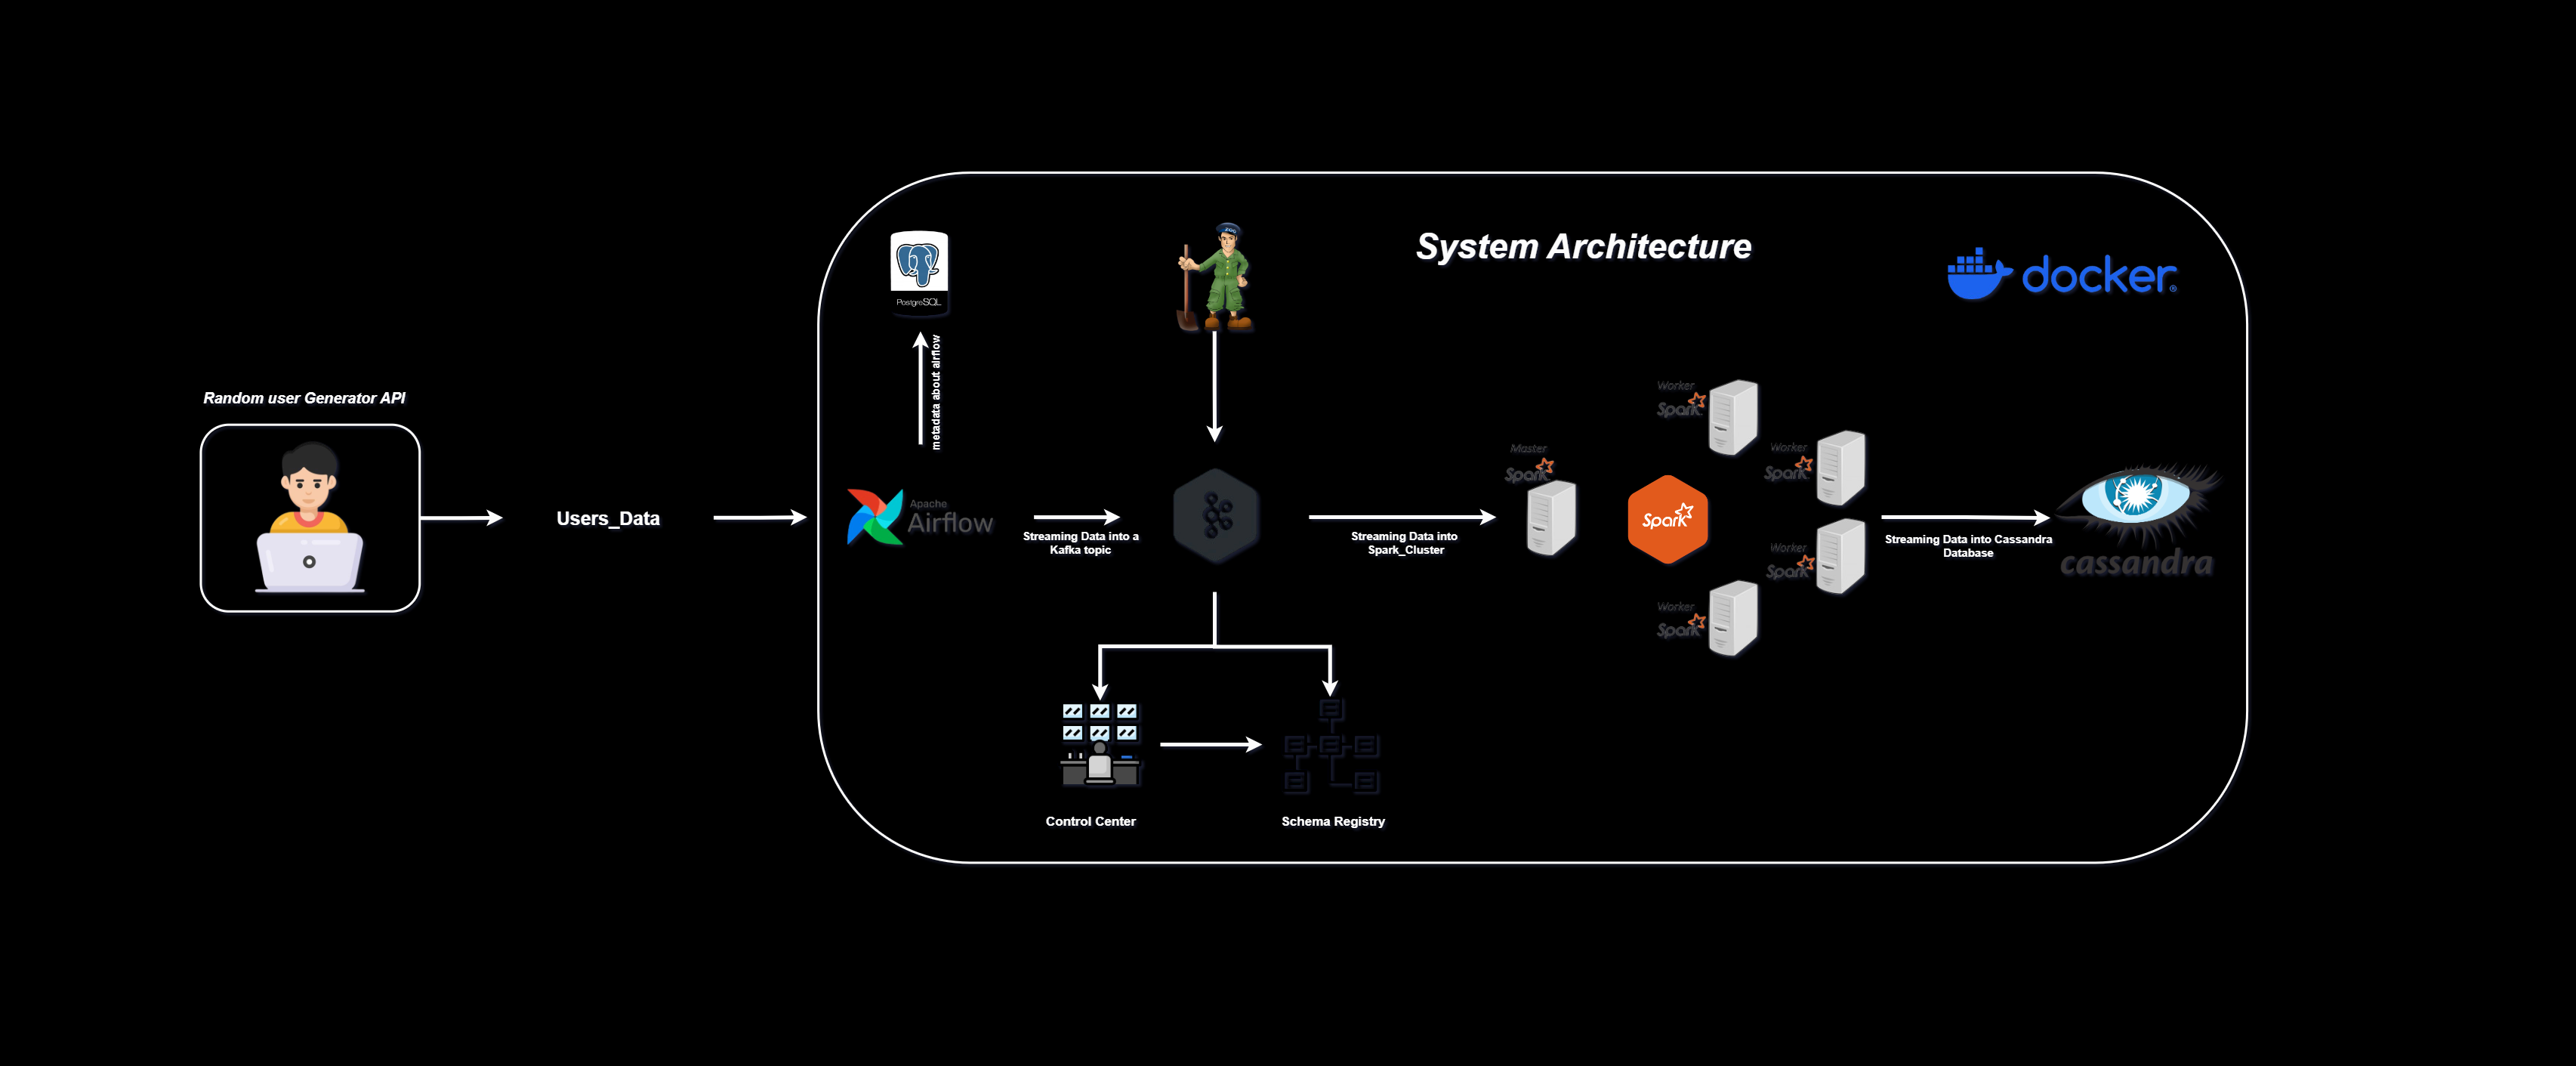 System Architecture
docker
ZOO
PostgreSQL
metadata about airflow
Random user Generator API
Users_Data
Apache
Airflow
Streaming Data into a
Kafka topic
Streaming Data into
Spark_Cluster
Master
Spark
Spark
Worker
Spark
Worker
Spark
Worker
Spark
Worker
Spark
Streaming Data into Cassandra
Database
cassandra
Control Center
Schema Registry